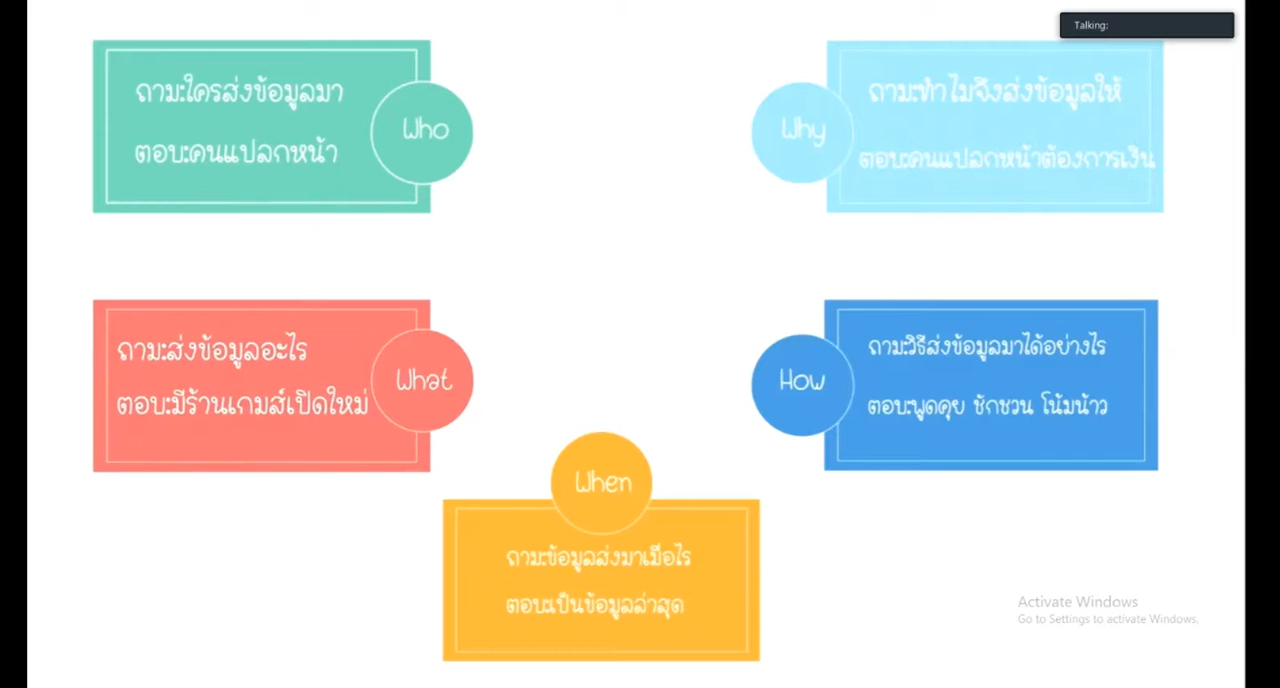 Talking:
ถาม:ใครส่งข้อมูลมา
ตอบ:คนแปลกหน้า
Who
Why
ถาม:ทำไมจึงส่งข้อมูลให้
ตอบ:คนแปลกหน้าต้องการเงิน
ถาม:ส่งข้อมูลอะไร
ตอบ:มีร้านเกมส์เปิดใหม่
What
How
ถาม:วิธีส่งข้อมูลมาได้อย่างไร
ตอบ:พูดคุย ชักชวน โน้มน้าว
When
ถาม:ข้อมูลส่งมาเมื่อไร
ตอบ:เป็นข้อมูลล่าสุด
Activate Windows
Go to Settings to activate Windows.